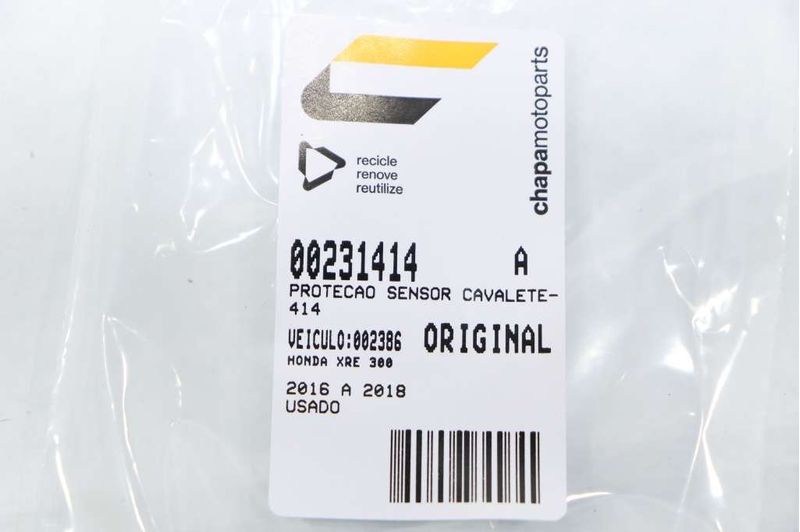 chapamotoparts
recicle
renove
reutilize
00231414 A
PROTECAO SENSOR CAVALETE-
414
VEICULO:002386 ORIGINAL
HONDA XRE 300
2016 A 2018
USADO